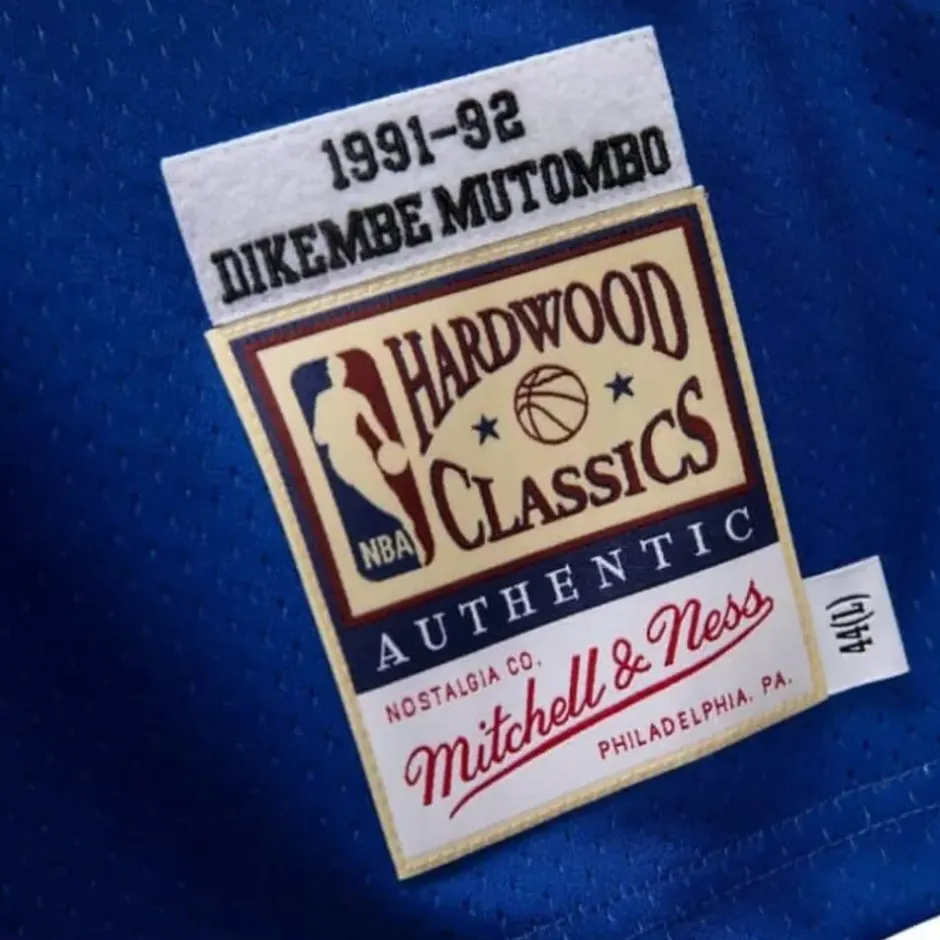 1991-92
DIKEMBE MUTOMBO
HARDWOOD
CLASSICS
NBA
AUTHENTIC
NOSTALGIA CO.
Mitchell & Ness
PHILADELPHIA, PA.
44(L)